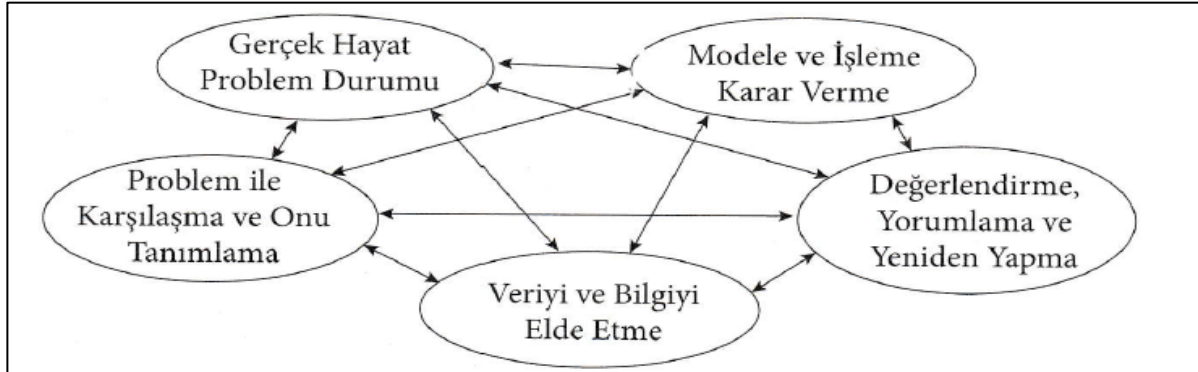 Gerçek Hayat
Problem Durumu
Modele ve İşleme
Karar Verme
Problem ile
Karşılaşma ve Onu
Tanımlama
Değerlendirme,
Yorumlama ve
Yeniden Yapma
Veriyi ve Bilgiyi
Elde Etme